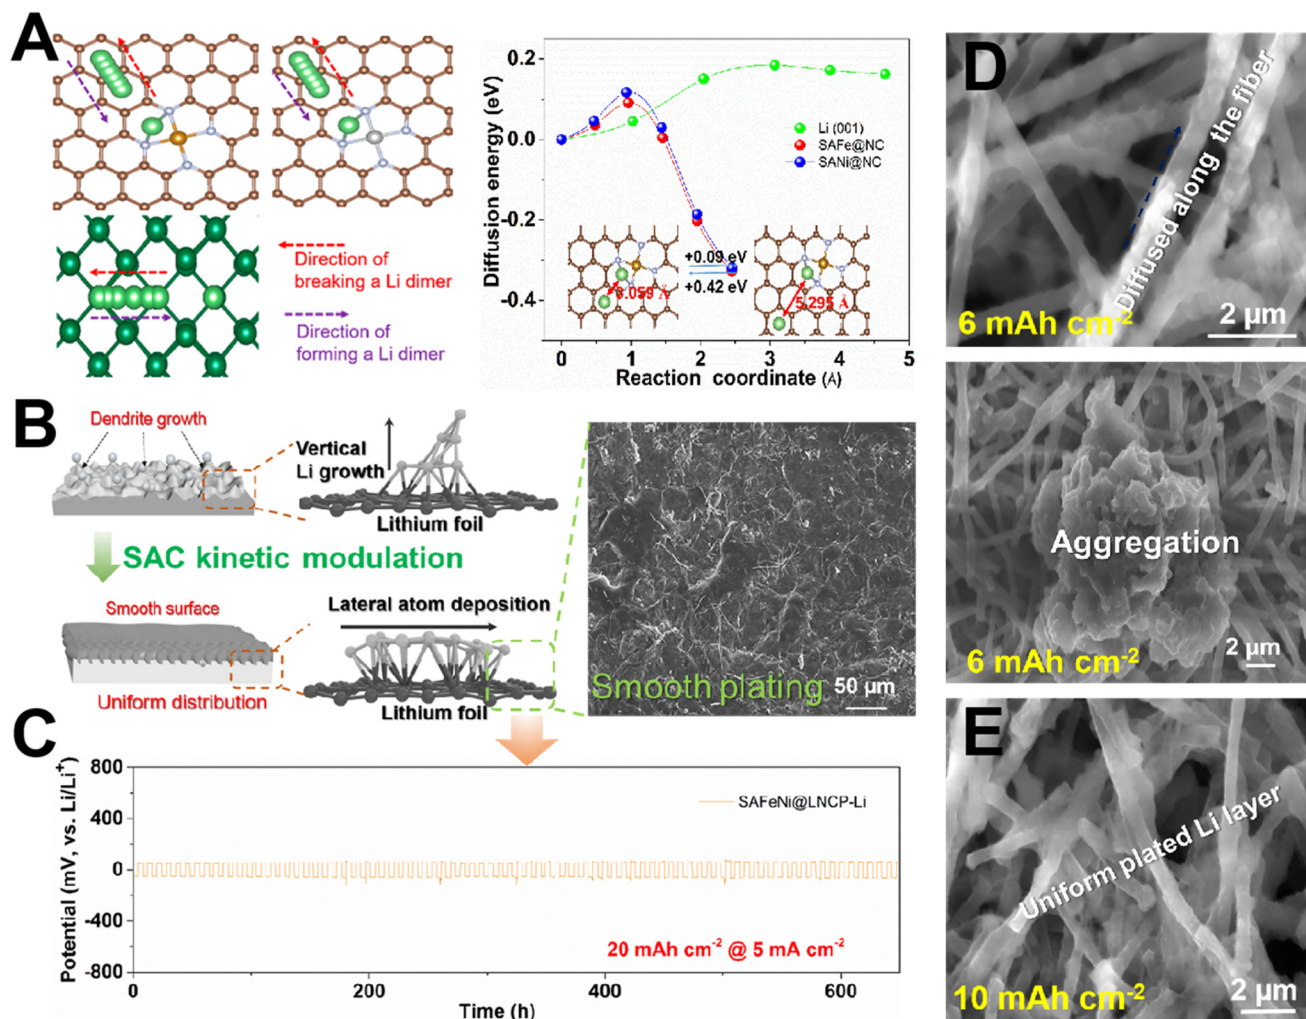 A
Direction of
breaking a Li dimer
Direction of
forming a Li dimer
Diffusion energy (eV)
0.2
0.0
-0.2
-0.4
Li (001)
SAFe@NC
SANi@NC
+0.09 eV
+0.42 eV
3.059 Å
5.295 Å
0
1
2
3
4
5
Reaction coordinate (A)
B
Dendrite growth
Vertical
Li growth
Lithium foil
SAC kinetic modulation
Smooth surface
Lateral atom deposition
Uniform distribution
Lithium foil
Smooth plating
50 µm
C
Potential (mV, vs. Li/Li⁺)
800
400
0
-400
-800
SAFeNi@LNCP-Li
20 mAh cm⁻² @ 5 mA cm⁻²
0
200
400
600
Time (h)
D
Diffused along the fiber
6 mAh cm⁻²
2 µm
Aggregation
6 mAh cm⁻²
2 µm
E
Uniform plated Li layer
10 mAh cm⁻²
2 µm